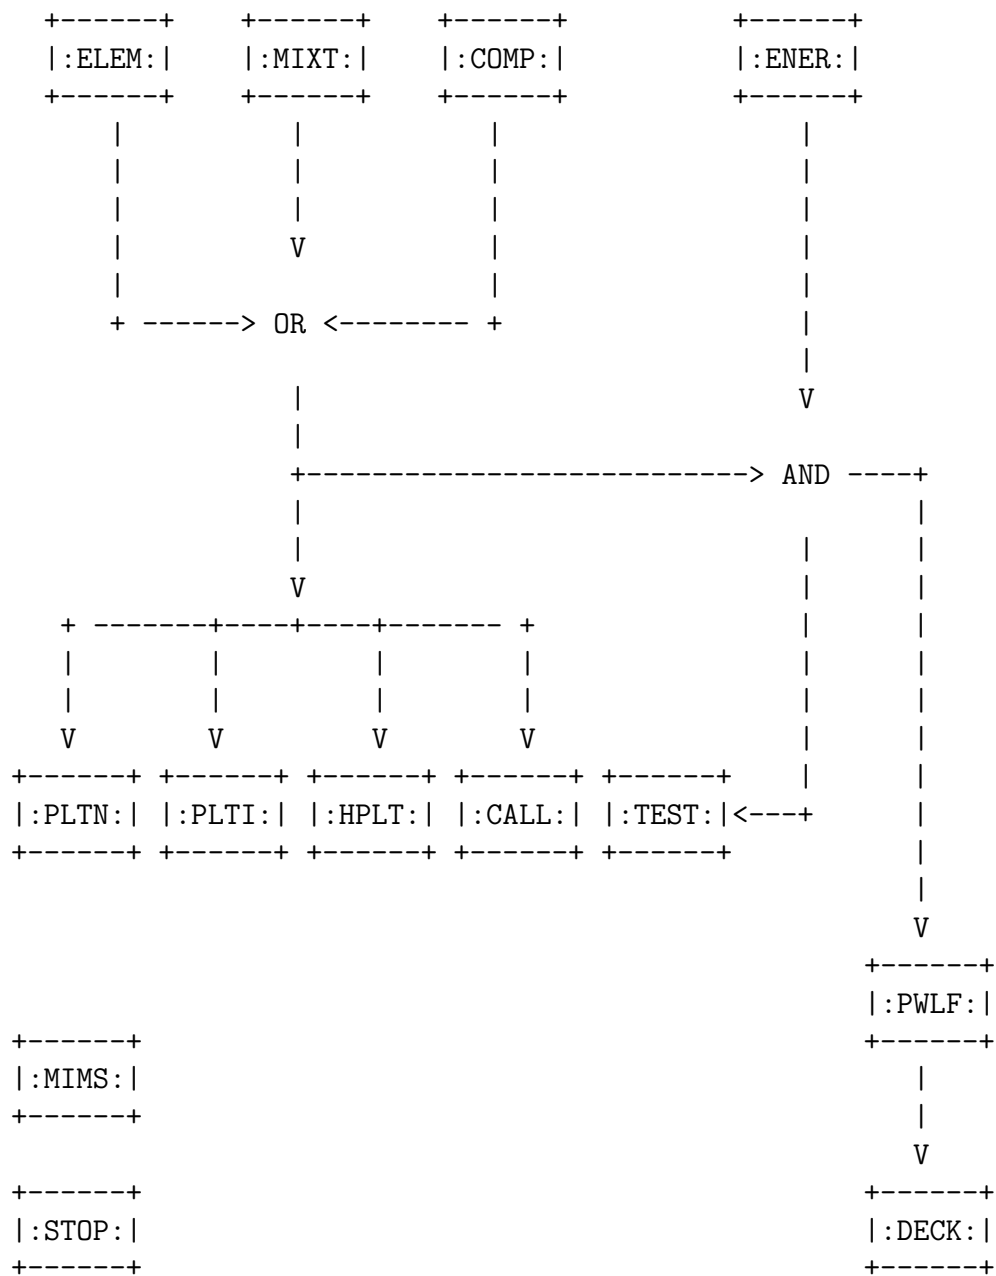 +------+    +------+    +------+          +------+
|:ELEM:|    |:MIXT:|    |:COMP:|          |:ENER:|
+------+    +------+    +------+          +------+
    |          |           |                  |
    |          |           |                  |
    |          |           |                  |
    |          V           |                  |
    |                      |                  |
    + ------> OR <-------- +                  |
                                              |
               |                              V
               |
               +---------------------------> AND ----+
               |                                     |
               |                              |      |
               V                              |      |
 + -------+----+----+------- +                |      |
 |        |         |        |                |      |
 |        |         |        |                |      |
 V        V         V        V                |      |
+------+ +------+ +------+ +------+ +------+  |      |
|:PLTN:| |:PLTI:| |:HPLT:| |:CALL:| |:TEST:|<---+    |
+------+ +------+ +------+ +------+ +------+         |
                                                     |
                                                     V
                                                  +------+
                                                  |:PWLF:|
+------+                                          +------+
|:MIMS:|                                             |
+------+                                             |
                                                     V
+------+                                          +------+
|:STOP:|                                          |:DECK:|
+------+                                          +------+